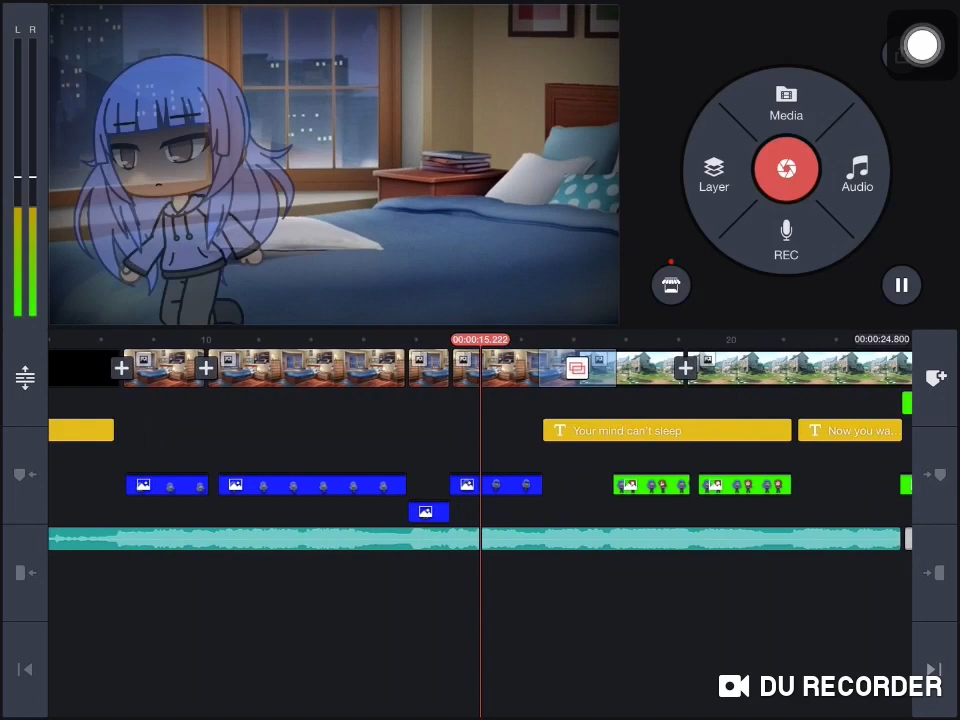 L R
Media
Layer
Audio
REC
10
00:00:15.222
20
00:00:24.800
T Your mind can't sleep
T Now you wa..
DU RECORDER